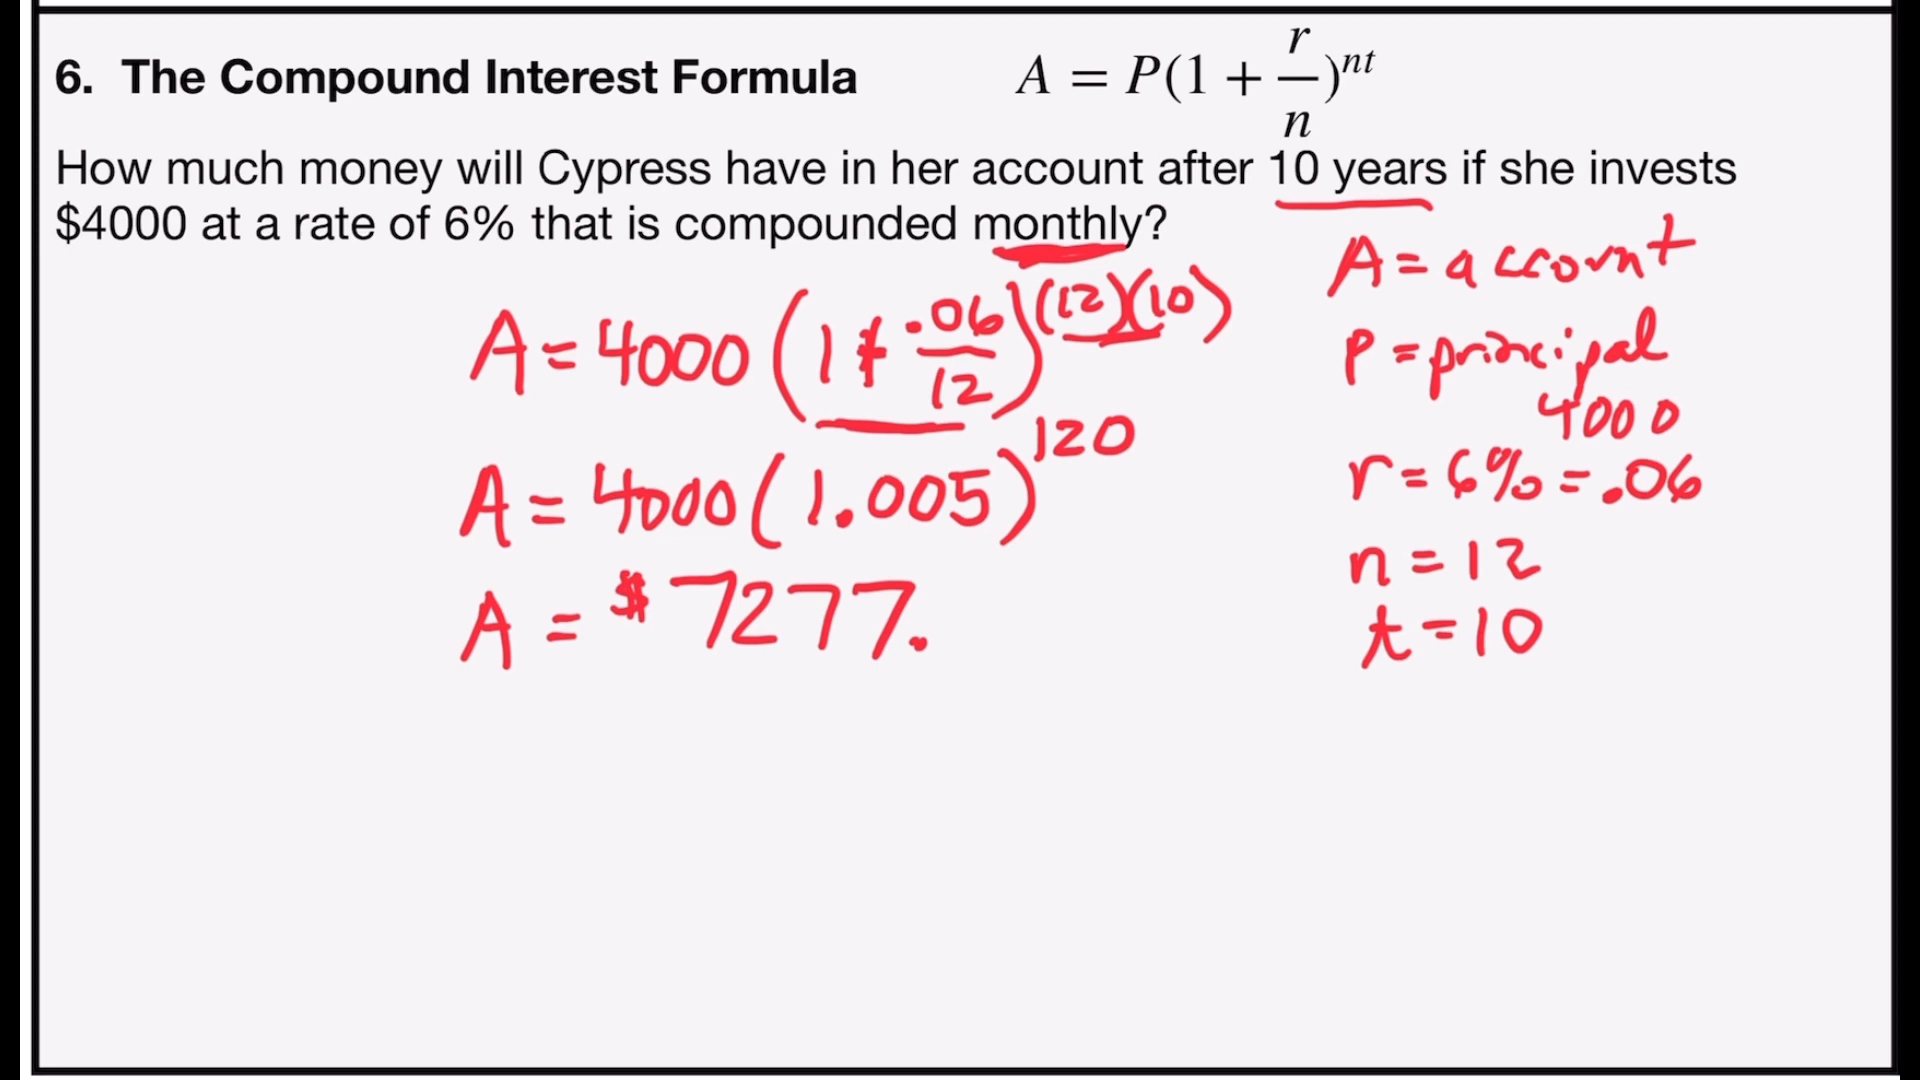 6. The Compound Interest Formula A = P(1 + r/n)^nt
How much money will Cypress have in her account after 10 years if she invests
$4000 at a rate of 6% that is compounded monthly?
A = account
A = 4000 (1 + .06/12)^(12)(10)
P = principal
4000
A = 4000 (1.005)^120
r = 6% = .06
n = 12
A = $7277.
t = 10